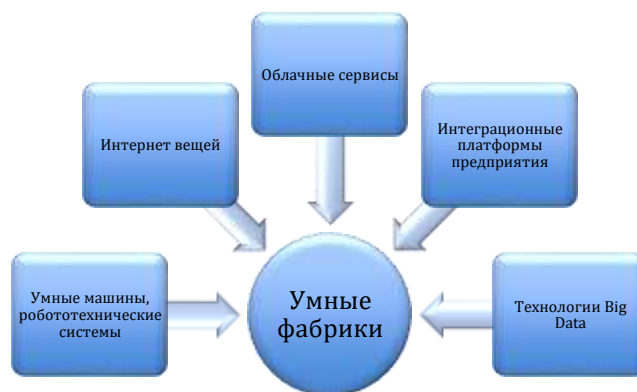 Облачные сервисы
Интернет вещей
Интеграционные
платформы
предприятия
Умные машины,
робототехнические
системы
Умные
фабрики
Технологии Big
Data